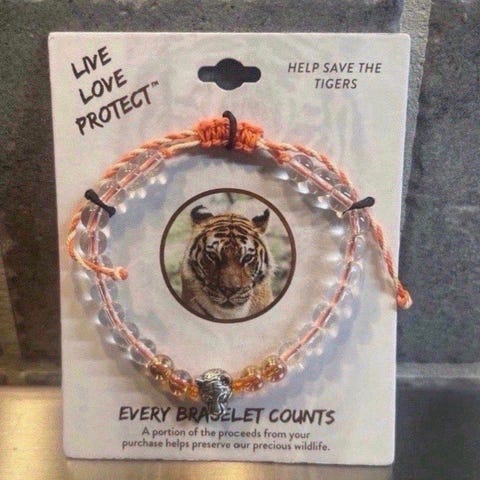 LIVE
LOVE
PROTECT™
HELP SAVE THE
TIGERS
EVERY BRACELET COUNTS
A portion of the proceeds from your
purchase helps preserve our precious wildlife.